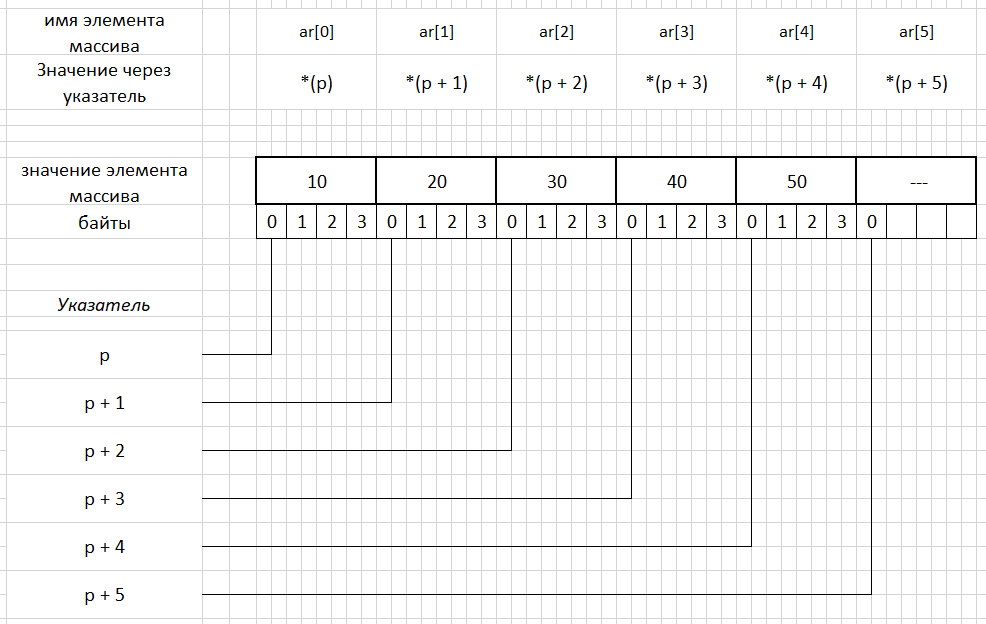 имя элемента
массива
ar[0] ar[1] ar[2] ar[3] ar[4] ar[5]
Значение через
указатель
*(p) *(p + 1) *(p + 2) *(p + 3) *(p + 4) *(p + 5)
значение элемента
массива
10 20 30 40 50 ---
байты 0 1 2 3 0 1 2 3 0 1 2 3 0 1 2 3 0 1 2 3 0
Указатель
p
p + 1
p + 2
p + 3
p + 4
p + 5